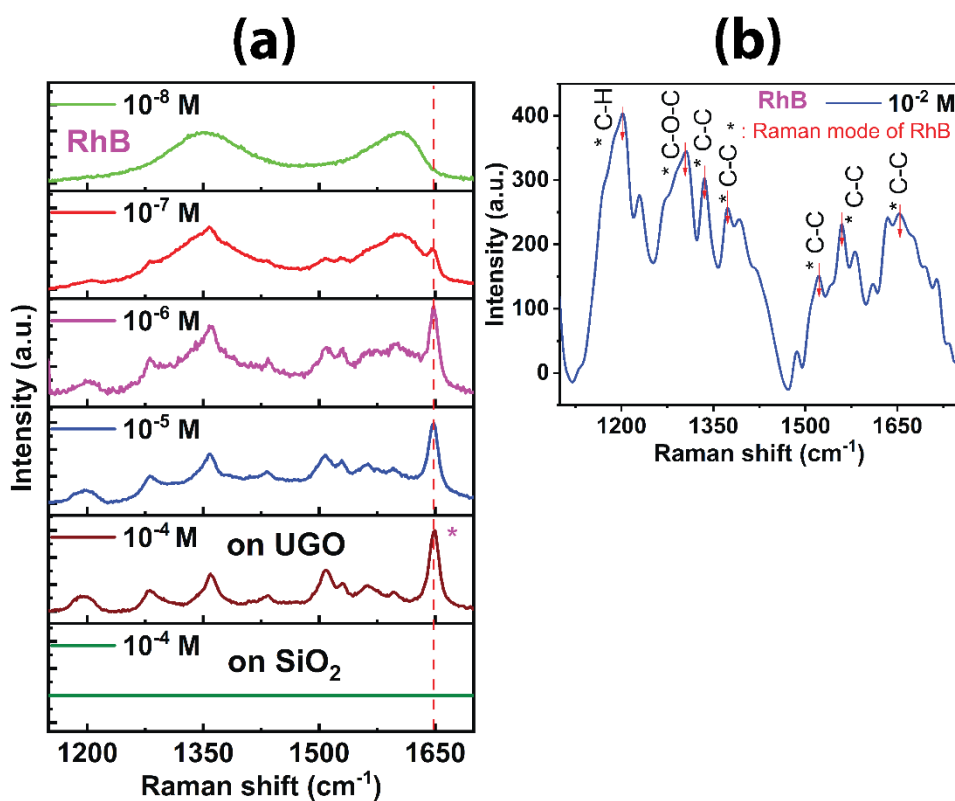 (a)
10⁻⁸ M
RhB
10⁻⁷ M
10⁻⁶ M
10⁻⁵ M
10⁻⁴ M
on UGO
*
10⁻⁴ M
on SiO₂
Intensity (a.u.)
1200 1350 1500 1650
Raman shift (cm⁻¹)
(b)
RhB 10⁻² M
* : Raman mode of RhB
* C-H
* C-O-C
* C-C
* C-C
* C-C
* C-C
* C-C
400
300
200
100
0
Intensity (a.u.)
1200 1350 1500 1650
Raman shift (cm⁻¹)